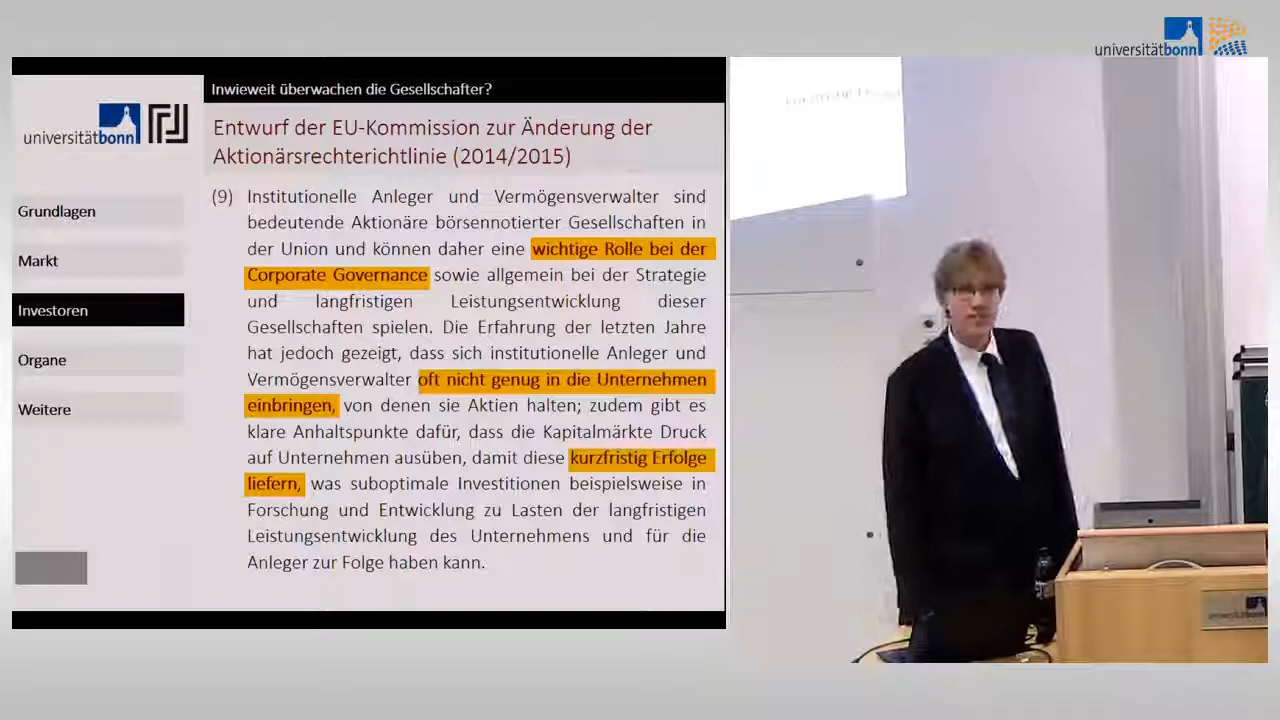 universitätbonn
Inwieweit überwachen die Gesellschafter?
universitätbonn
Entwurf der EU-Kommission zur Änderung der
Aktionärsrechterichtlinie (2014/2015)
Grundlagen
Markt
Investoren
Organe
Weitere
(9) Institutionelle Anleger und Vermögensverwalter sind
bedeutende Aktionäre börsennotierter Gesellschaften in
der Union und können daher eine wichtige Rolle bei der
Corporate Governance sowie allgemein bei der Strategie
und langfristigen Leistungsentwicklung dieser
Gesellschaften spielen. Die Erfahrung der letzten Jahre
hat jedoch gezeigt, dass sich institutionelle Anleger und
Vermögensverwalter oft nicht genug in die Unternehmen
einbringen, von denen sie Aktien halten; zudem gibt es
klare Anhaltspunkte dafür, dass die Kapitalmärkte Druck
auf Unternehmen ausüben, damit diese kurzfristig Erfolge
liefern, was suboptimale Investitionen beispielsweise in
Forschung und Entwicklung zu Lasten der langfristigen
Leistungsentwicklung des Unternehmens und für die
Anleger zur Folge haben kann.